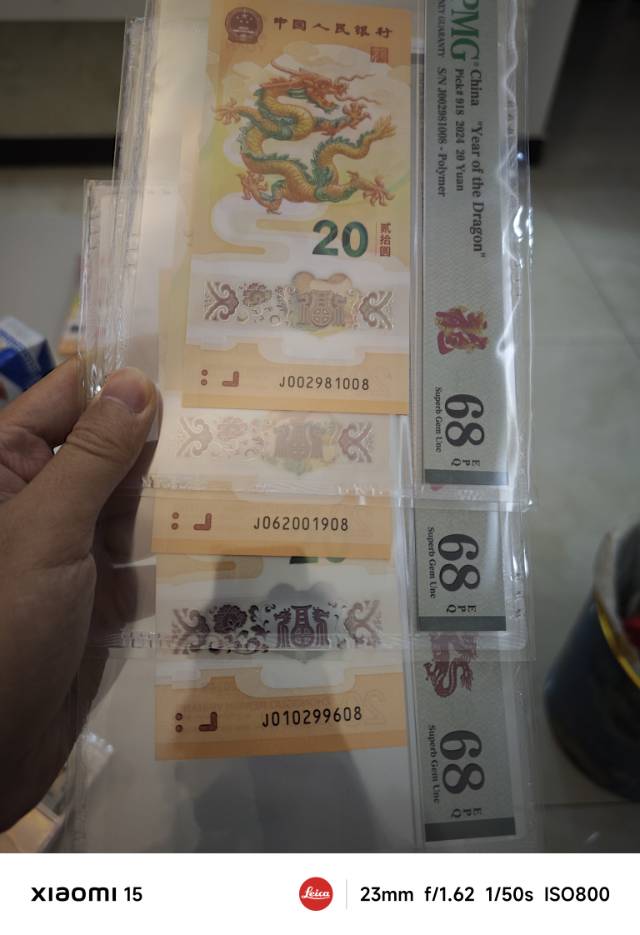 中国人民银行
20
贰拾圆
J002981008
PMG
China "Year of the Dragon"
Pick# 918 2024 20 Yuan
S/N J002981008 - Polymer
68
EPQ
Superb Gem Unc
J062001908
68
EPQ
Superb Gem Unc
J010299608
68
EPQ
Superb Gem Unc
XIAOMI 15
Leica
23mm f/1.62 1/50s ISO800